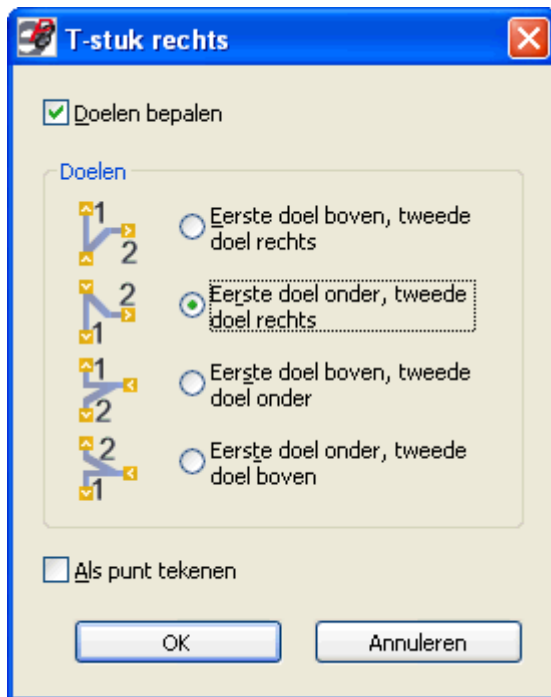 T-stuk rechts
Doelen bepalen
Doelen
1
2
Eerste doel boven, tweede
doel rechts
2
1
Eerste doel onder, tweede
doel rechts
1
2
Eerste doel boven, tweede
doel onder
2
1
Eerste doel onder, tweede
doel boven
Als punt tekenen
OK
Annuleren